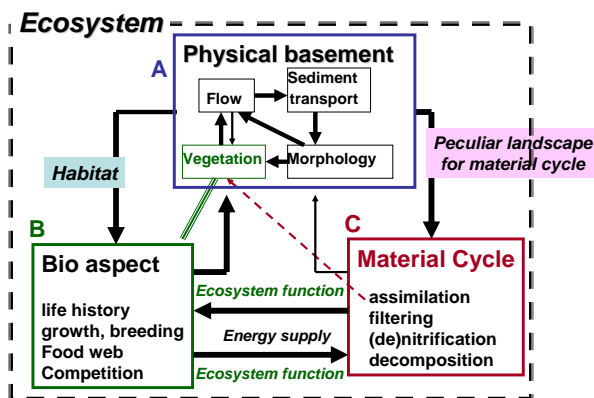 Ecosystem
A
Physical basement
Flow
Sediment
transport
Vegetation
Morphology
Habitat
Peculiar landscape
for material cycle
B
Bio aspect
life history
growth, breeding
Food web
Competition
C
Material Cycle
assimilation
filtering
(de)nitrification
decomposition
Ecosystem function
Energy supply
Ecosystem function